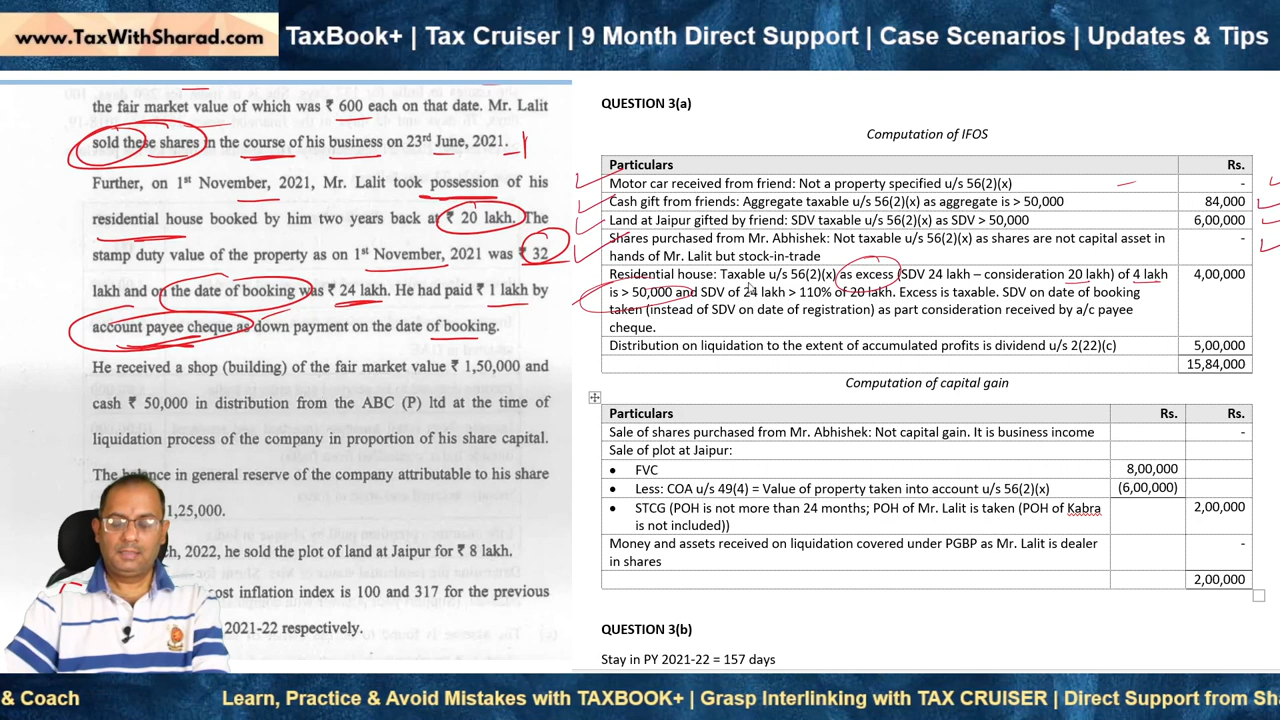 www.TaxWithSharad.com
TaxBook+ | Tax Cruiser | 9 Month Direct Support | Case Scenarios | Updates & Tips
the fair market value of which was ₹ 600 each on that date. Mr. Lalit
sold these shares in the course of his business on 23rd June, 2021.
Further, on 1st November, 2021, Mr. Lalit took possession of his
residential house booked by him two years back at ₹ 20 lakh. The
stamp duty value of the property as on 1st November, 2021 was ₹ 32
lakh and on the date of booking was ₹ 24 lakh. He had paid ₹ 1 lakh by
account payee cheque as down payment on the date of booking.
He received a shop (building) of the fair market value ₹ 1,50,000 and
cash ₹ 50,000 in distribution from the ABC (P) ltd at the time of
liquidation process of the company in proportion of his share capital.
The balance in general reserve of the company attributable to his share
1,25,000.
2022, he sold the plot of land at Jaipur for ₹ 8 lakh.
cost inflation index is 100 and 317 for the previous
2021-22 respectively.
QUESTION 3(a)
Computation of IFOS
Particulars Rs.
Motor car received from friend: Not a property specified u/s 56(2)(x) -
Cash gift from friends: Aggregate taxable u/s 56(2)(x) as aggregate is > 50,000 84,000
Land at Jaipur gifted by friend: SDV taxable u/s 56(2)(x) as SDV > 50,000 6,00,000
Shares purchased from Mr. Abhishek: Not taxable u/s 56(2)(x) as shares are not capital asset in -
hands of Mr. Lalit but stock-in-trade
Residential house: Taxable u/s 56(2)(x) as excess (SDV 24 lakh – consideration 20 lakh) of 4 lakh 4,00,000
is > 50,000 and SDV of 24 lakh > 110% of 20 lakh. Excess is taxable. SDV on date of booking
taken (instead of SDV on date of registration) as part consideration received by a/c payee
cheque.
Distribution on liquidation to the extent of accumulated profits is dividend u/s 2(22)(c) 5,00,000
15,84,000
Computation of capital gain
Particulars Rs. Rs.
Sale of shares purchased from Mr. Abhishek: Not capital gain. It is business income -
Sale of plot at Jaipur:
• FVC 8,00,000
• Less: COA u/s 49(4) = Value of property taken into account u/s 56(2)(x) (6,00,000)
• STCG (POH is not more than 24 months; POH of Mr. Lalit is taken (POH of Kabra 2,00,000
is not included))
Money and assets received on liquidation covered under PGBP as Mr. Lalit is dealer -
in shares
2,00,000
QUESTION 3(b)
Stay in PY 2021-22 = 157 days
& Coach Learn, Practice & Avoid Mistakes with TAXBOOK+ | Grasp Interlinking with TAX CRUISER | Direct Support from Sh